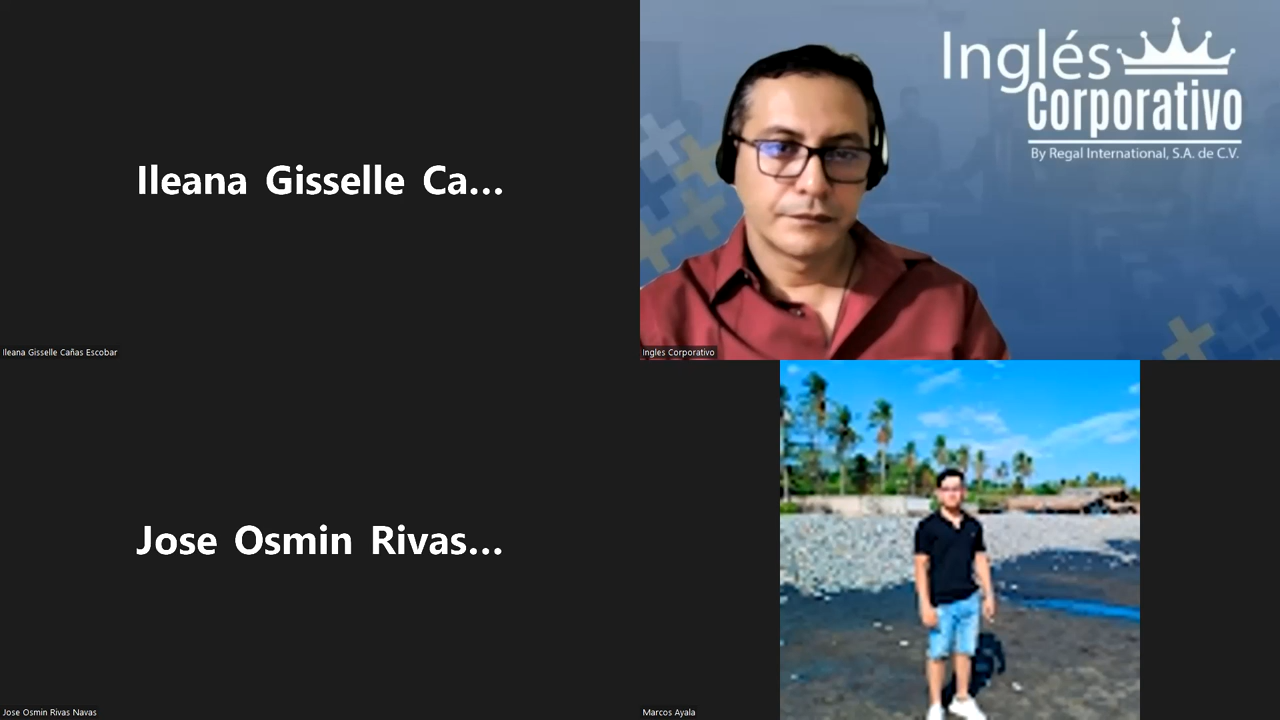 Ileana Gisselle Ca...
Ileana Gisselle Cañas Escobar
Inglés
Corporativo
By Regal International, S.A. de C.V.
Ingles Corporativo
Jose Osmin Rivas...
Jose Osmin Rivas Navas
Marcos Ayala